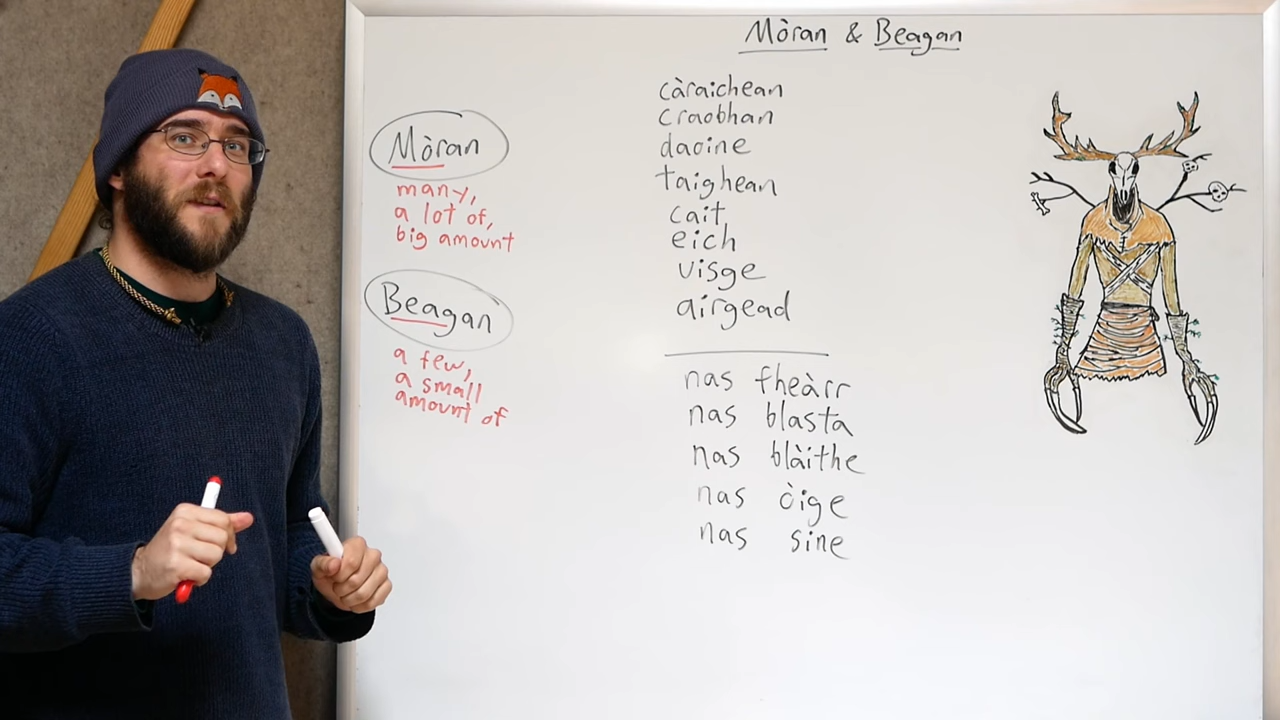 Mòran & Beagan
Mòran
many,
a lot of,
big amount
Beagan
a few,
a small
amount of
càraichean
craobhan
daoine
taighean
cait
eich
uisge
airgead
nas fheàrr
nas blasta
nas blàithe
nas òige
nas sine